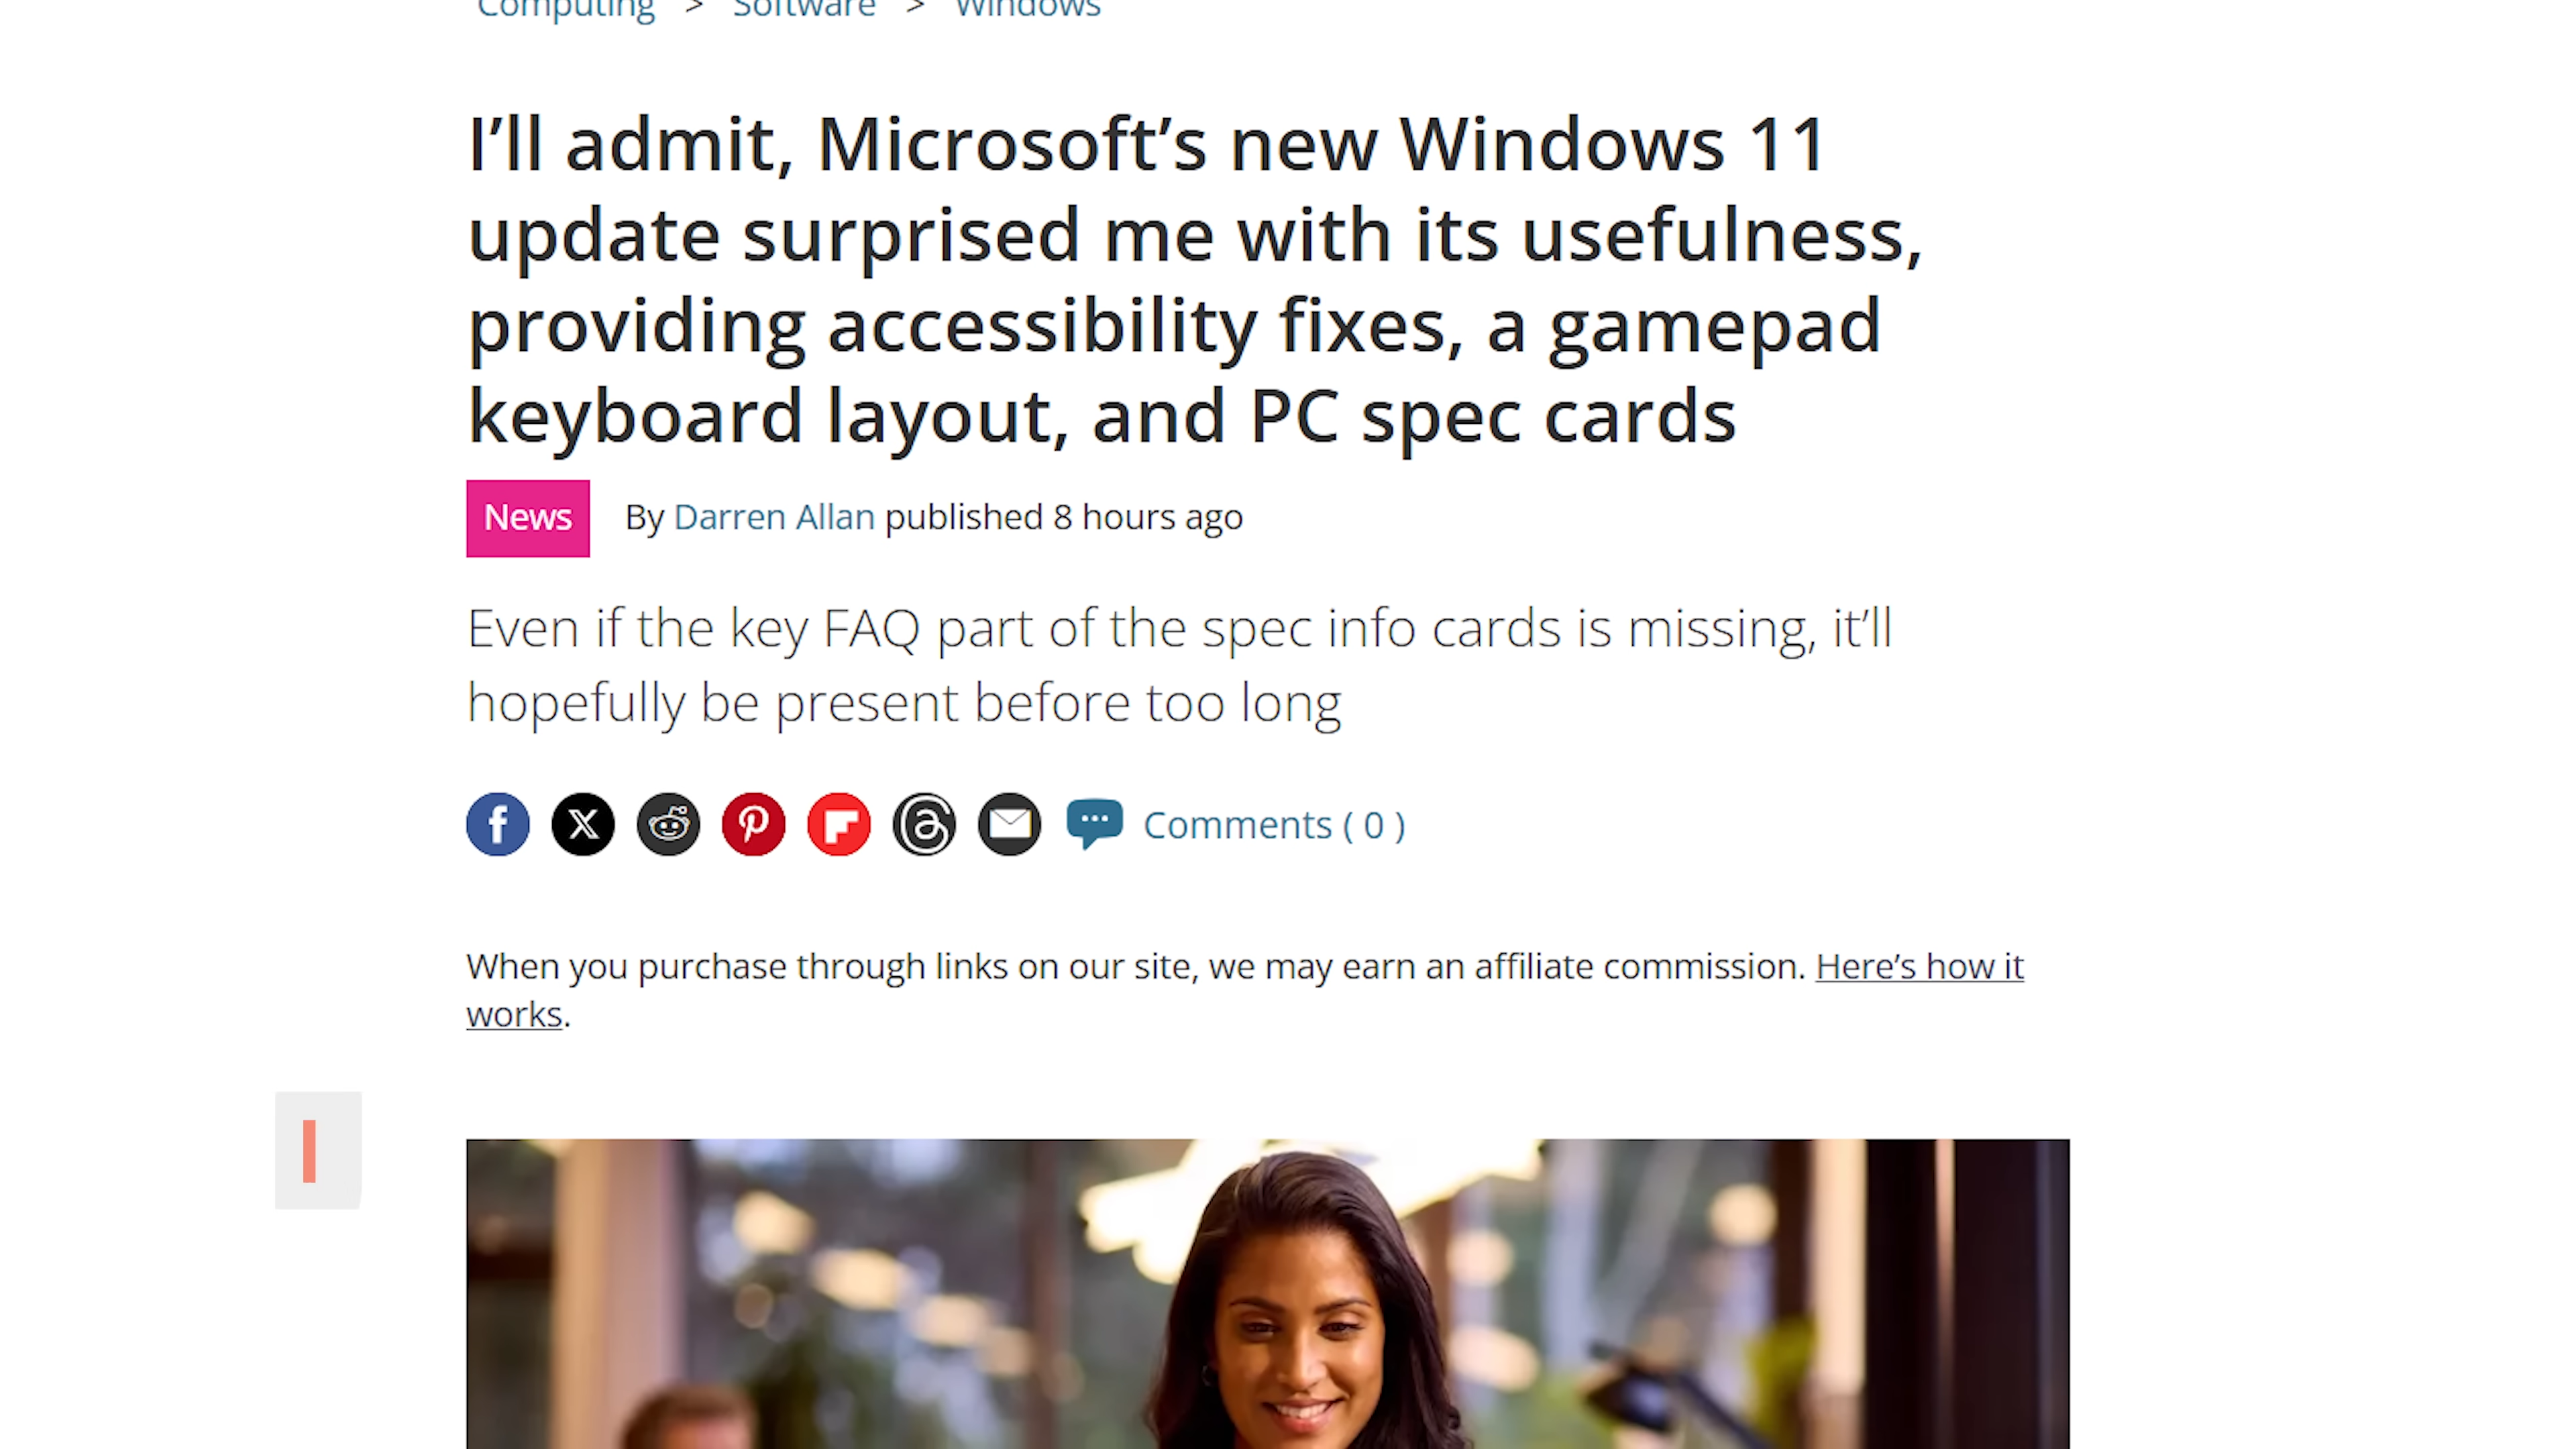 Computing > Software > Windows
I’ll admit, Microsoft’s new Windows 11
update surprised me with its usefulness,
providing accessibility fixes, a gamepad
keyboard layout, and PC spec cards
News By Darren Allan published 8 hours ago
Even if the key FAQ part of the spec info cards is missing, it’ll
hopefully be present before too long
Comments ( 0 )
When you purchase through links on our site, we may earn an affiliate commission. Here’s how it
works.